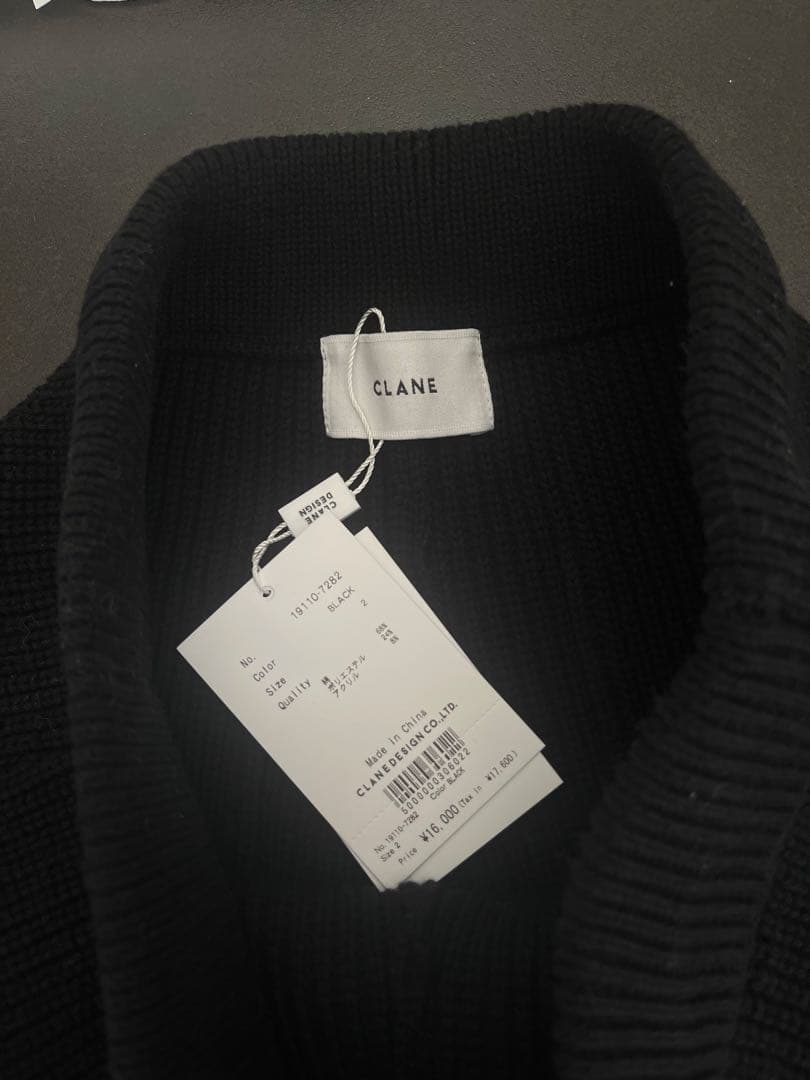 CLANE
CLANE
DESIGN
No. 19110-7282
Color BLACK
Size 2
Quality 綿 68%
ポリエステル 24%
アクリル 8%
Made in China
CLANE DESIGN CO.,LTD.
5000000306022
No. 19110-7282 Color BLACK
Size 2
Price ¥16,000 (Tax in ¥17,600)